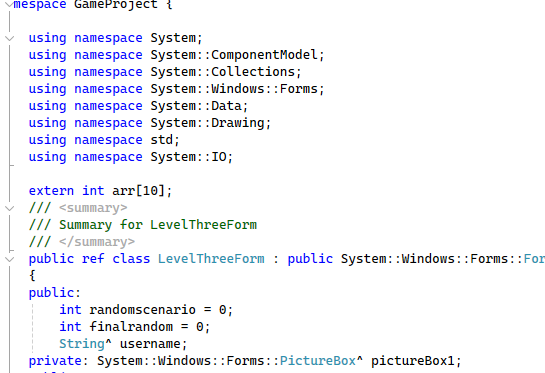 mespace GameProject {
using namespace System;
using namespace System::ComponentModel;
using namespace System::Collections;
using namespace System::Windows::Forms;
using namespace System::Data;
using namespace System::Drawing;
using namespace std;
using namespace System::IO;
extern int arr[10];
/// <summary>
/// Summary for LevelThreeForm
/// </summary>
public ref class LevelThreeForm : public System::Windows::Forms::For
{
public:
int randomscenario = 0;
int finalrandom = 0;
String^ username;
private: System::Windows::Forms::PictureBox^ pictureBox1;